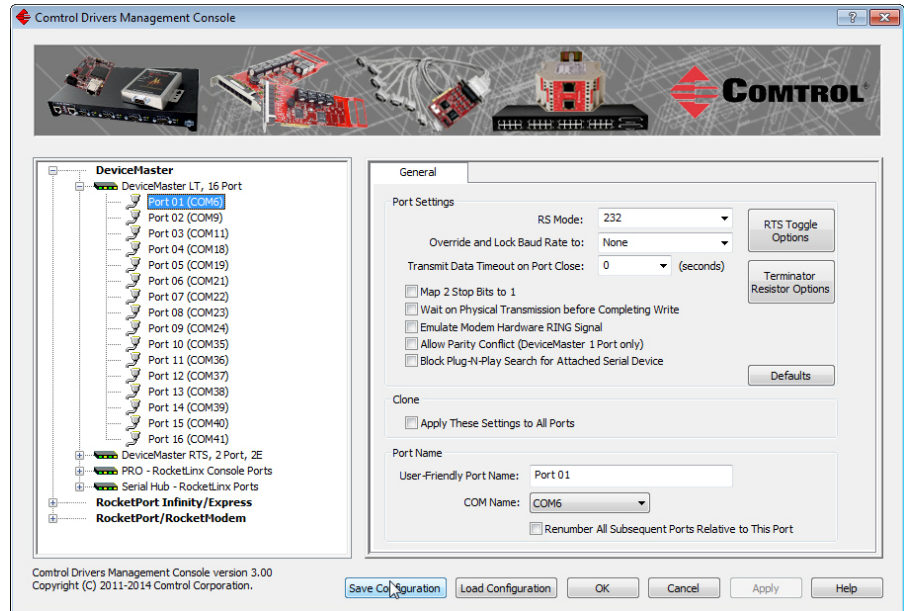 Comtrol Drivers Management Console
COMTROL
DeviceMaster
DeviceMaster LT, 16 Port
Port 01 (COM6)
Port 02 (COM9)
Port 03 (COM11)
Port 04 (COM18)
Port 05 (COM19)
Port 06 (COM21)
Port 07 (COM22)
Port 08 (COM23)
Port 09 (COM24)
Port 10 (COM35)
Port 11 (COM36)
Port 12 (COM37)
Port 13 (COM38)
Port 14 (COM39)
Port 15 (COM40)
Port 16 (COM41)
DeviceMaster RTS, 2 Port, 2E
PRO - RocketLinx Console Ports
Serial Hub - RocketLinx Ports
RocketPort Infinity/Express
RocketPort/RocketModem
General
Port Settings
RS Mode: 232
Override and Lock Baud Rate to: None
Transmit Data Timeout on Port Close: 0 (seconds)
RTS Toggle
Options
Terminator
Resistor Options
Map 2 Stop Bits to 1
Wait on Physical Transmission before Completing Write
Emulate Modem Hardware RING Signal
Allow Parity Conflict (DeviceMaster 1 Port only)
Block Plug-N-Play Search for Attached Serial Device
Defaults
Clone
Apply These Settings to All Ports
Port Name
User-Friendly Port Name: Port 01
COM Name: COM6
Renumber All Subsequent Ports Relative to This Port
Comtrol Drivers Management Console version 3.00
Copyright (C) 2011-2014 Comtrol Corporation.
Save Configuration Load Configuration OK Cancel Apply Help